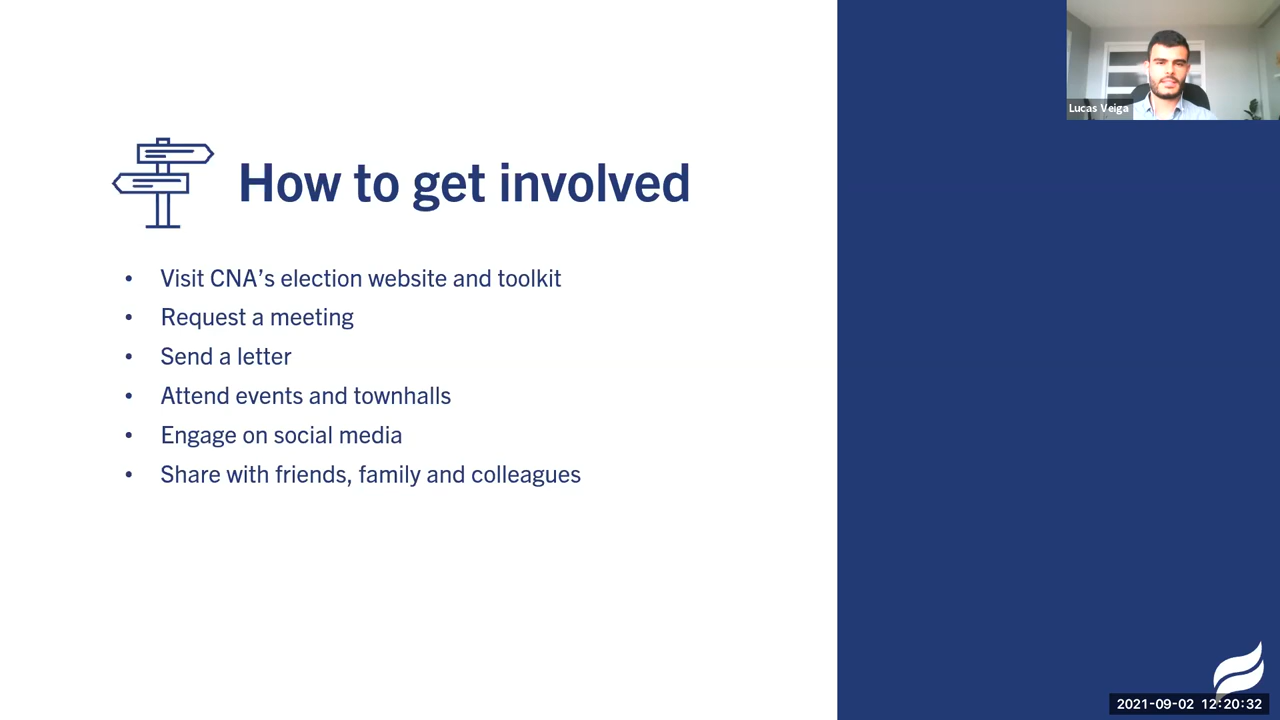 How to get involved
• Visit CNA’s election website and toolkit
• Request a meeting
• Send a letter
• Attend events and townhalls
• Engage on social media
• Share with friends, family and colleagues
Lucas Veiga
2021-09-02 12:20:32